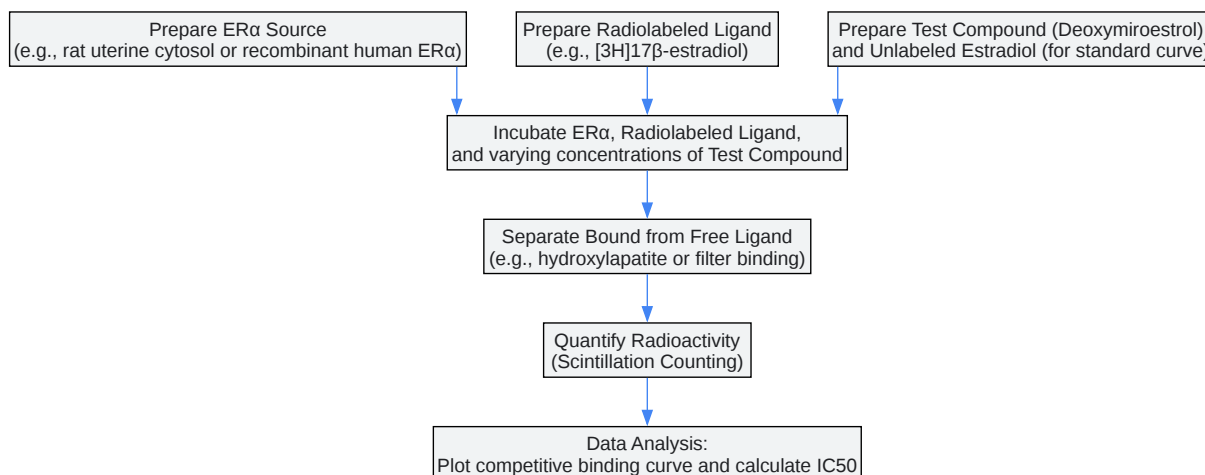 Prepare ERα Source
(e.g., rat uterine cytosol or recombinant human ERα)
Prepare Radiolabeled Ligand
(e.g., [3H]17β-estradiol)
Prepare Test Compound (Deoxymiroestrol)
and Unlabeled Estradiol (for standard curve)
Incubate ERα, Radiolabeled Ligand,
and varying concentrations of Test Compound
Separate Bound from Free Ligand
(e.g., hydroxylapatite or filter binding)
Quantify Radioactivity
(Scintillation Counting)
Data Analysis:
Plot competitive binding curve and calculate IC50